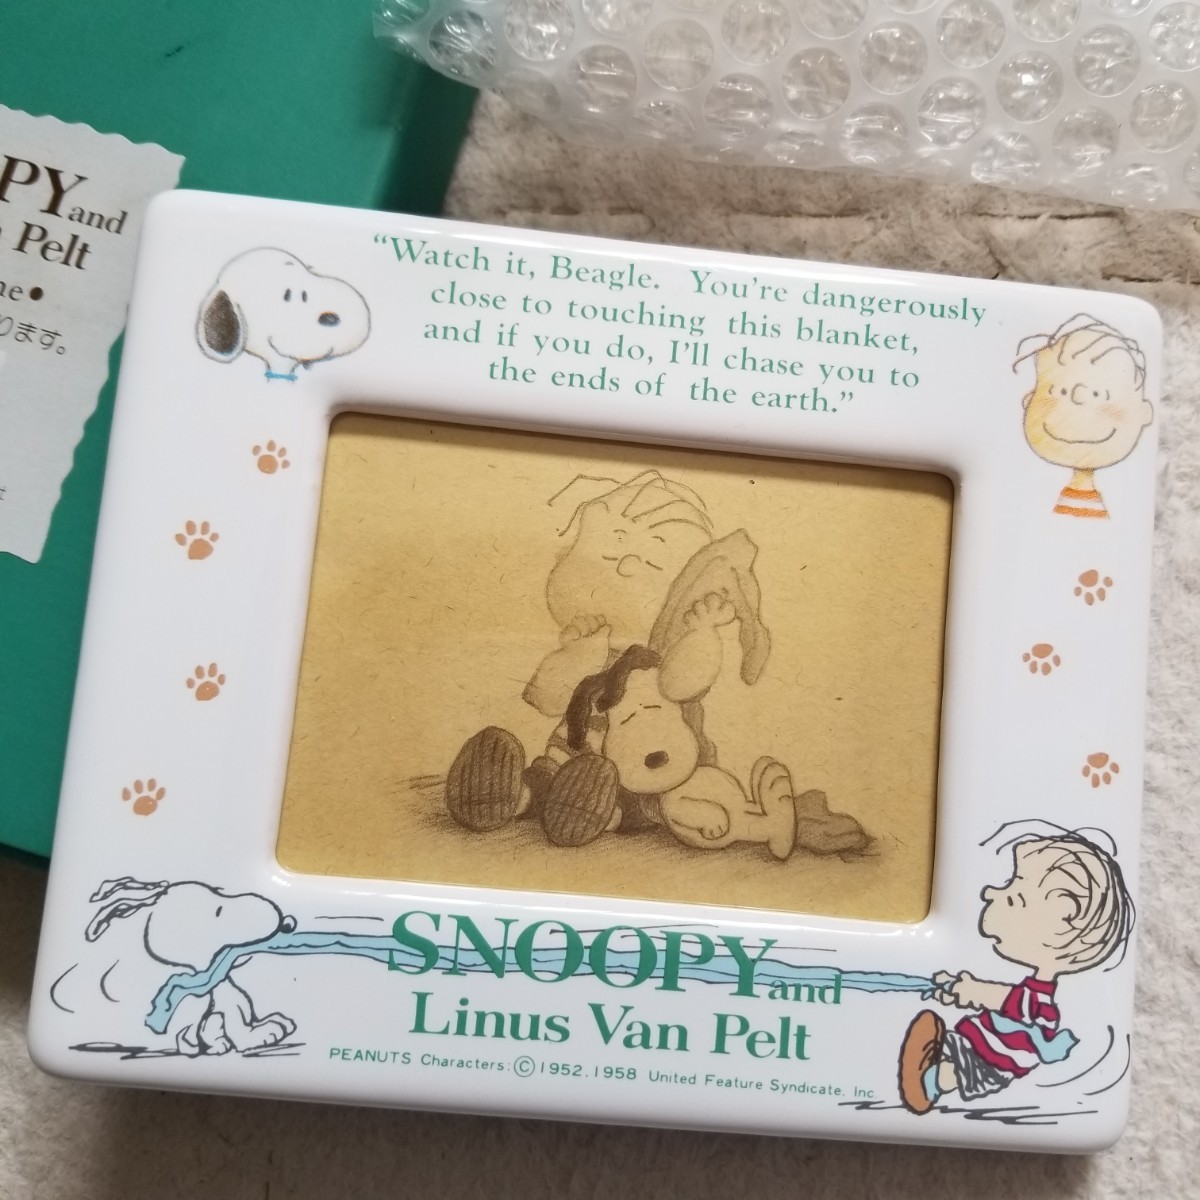 PY and
Pelt
ne●
ります。
“Watch it, Beagle. You're dangerously
close to touching this blanket,
and if you do, I'll chase you to
the ends of the earth.”
SNOOPY and
Linus Van Pelt
PEANUTS Characters:© 1952.1958 United Feature Syndicate, Inc.